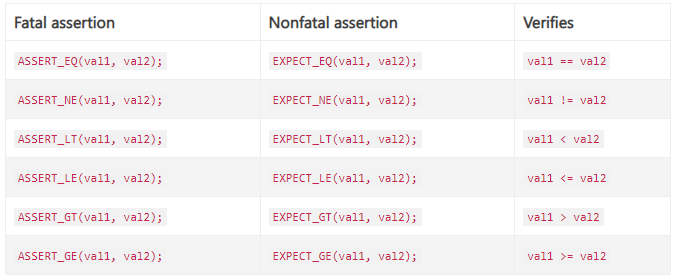 Fatal assertion Nonfatal assertion Verifies
ASSERT_EQ(val1, val2); EXPECT_EQ(val1, val2); val1 == val2
ASSERT_NE(val1, val2); EXPECT_NE(val1, val2); val1 != val2
ASSERT_LT(val1, val2); EXPECT_LT(val1, val2); val1 < val2
ASSERT_LE(val1, val2); EXPECT_LE(val1, val2); val1 <= val2
ASSERT_GT(val1, val2); EXPECT_GT(val1, val2); val1 > val2
ASSERT_GE(val1, val2); EXPECT_GE(val1, val2); val1 >= val2